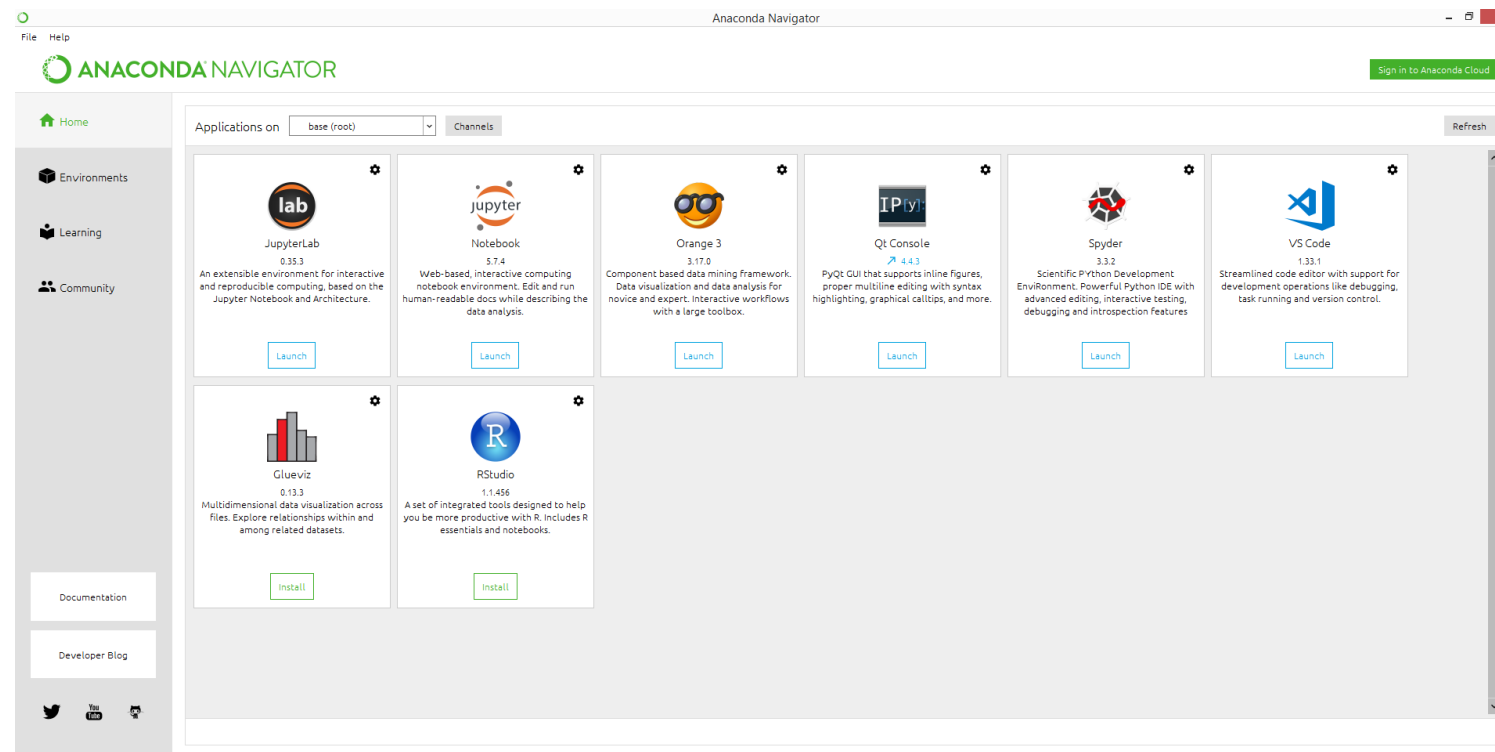 Anaconda Navigator
File Help
ANACONDA NAVIGATOR
Sign in to Anaconda Cloud
Home
Environments
Learning
Community
Documentation
Developer Blog
You
Tube
Applications on base (root) Channels
Refresh
lab
JupyterLab
0.35.3
An extensible environment for interactive
and reproducible computing, based on the
Jupyter Notebook and Architecture.
Launch
jupyter
Notebook
5.7.4
Web-based, interactive computing
notebook environment. Edit and run
human-readable docs while describing the
data analysis.
Launch
Orange 3
3.17.0
Component based data mining framework.
Data visualization and data analysis for
novice and expert. Interactive workflows
with a large toolbox.
Launch
IP[y]:
Qt Console
4.4.3
PyQt GUI that supports inline figures,
proper multiline editing with syntax
highlighting, graphical calltips, and more.
Launch
Spyder
3.3.2
Scientific PYthon Development
EnviRonment. Powerful Python IDE with
advanced editing, interactive testing,
debugging and introspection features
Launch
VS Code
1.33.1
Streamlined code editor with support for
development operations like debugging,
task running and version control.
Launch
Glueviz
0.13.3
Multidimensional data visualization across
files. Explore relationships within and
among related datasets.
Install
R
RStudio
1.1.456
A set of integrated tools designed to help
you be more productive with R. Includes R
essentials and notebooks.
Install